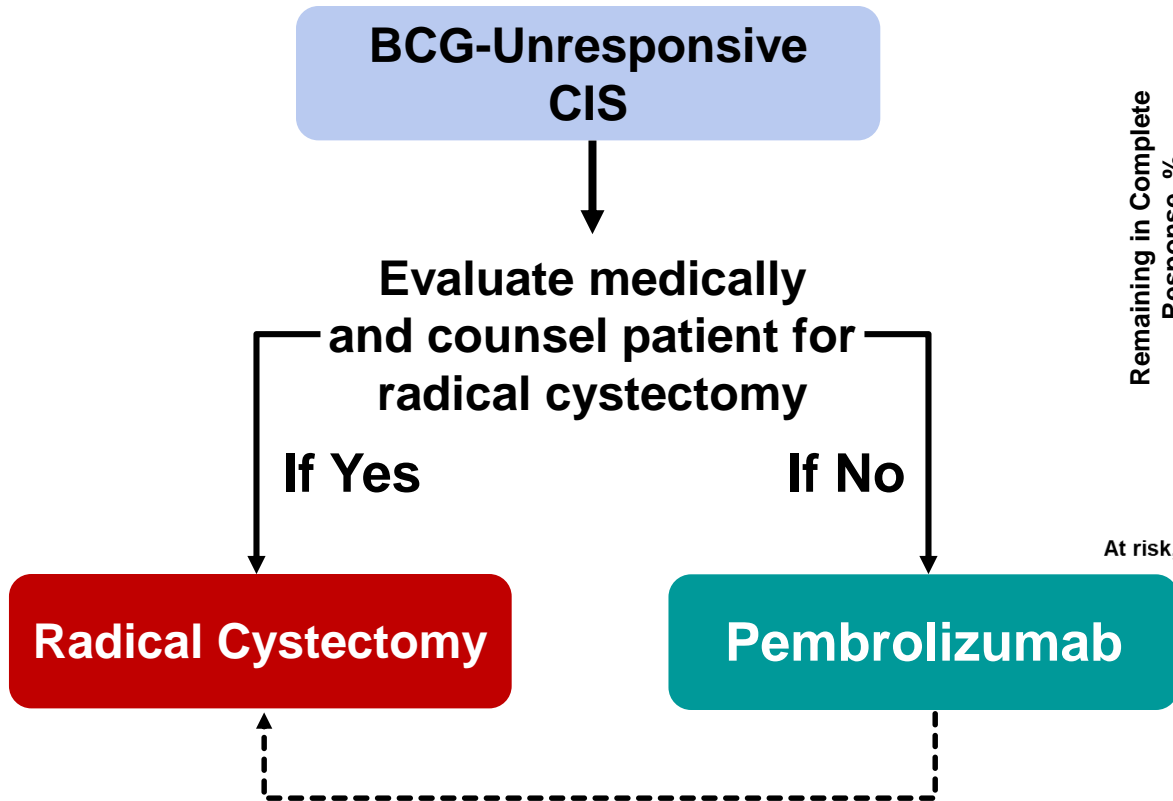 BCG-Unresponsive
CIS
Evaluate medically
and counsel patient for
radical cystectomy
If Yes
If No
Radical Cystectomy
Pembrolizumab
Remaining in Complete
Response, %
At risk